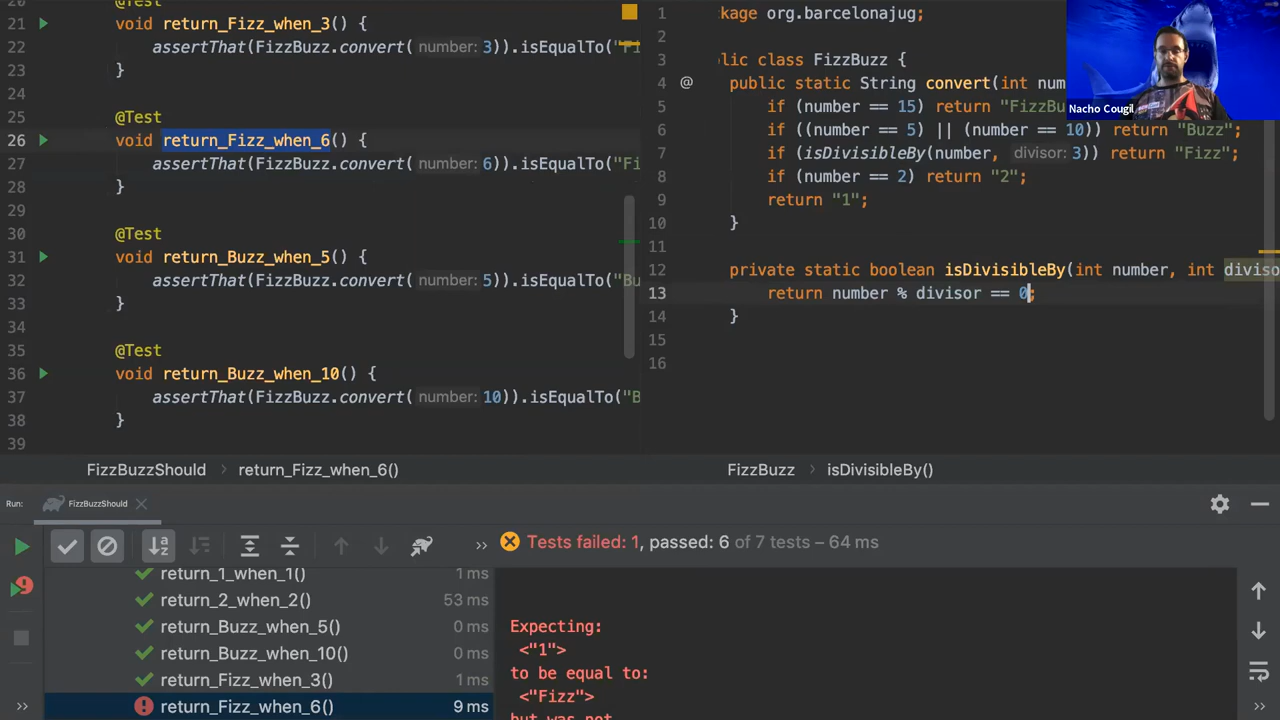 20
@Test
21
void return_Fizz_when_3() {
22
assertThat(FizzBuzz.convert( number: 3)).isEqualTo("Fi
23
}
24
25
@Test
26
void return_Fizz_when_6() {
27
assertThat(FizzBuzz.convert( number: 6)).isEqualTo("Fi
28
}
29
30
@Test
31
void return_Buzz_when_5() {
32
assertThat(FizzBuzz.convert( number: 5)).isEqualTo("Bu
33
}
34
35
@Test
36
void return_Buzz_when_10() {
37
assertThat(FizzBuzz.convert( number: 10)).isEqualTo("B
38
}
39
FizzBuzzShould › return_Fizz_when_6()
1
kage org.barcelonajug;
2
3
lic class FizzBuzz {
4 @
public static String convert(int num
5
if (number == 15) return "FizzBu
6
if ((number == 5) || (number == 10)) return "Buzz";
7
if (isDivisibleBy(number, divisor: 3)) return "Fizz";
8
if (number == 2) return "2";
9
return "1";
10
}
11
12
private static boolean isDivisibleBy(int number, int diviso
13
return number % divisor == 0;
14
}
15
16
FizzBuzz › isDivisibleBy()
Nacho Cougil
Run: FizzBuzzShould
Tests failed: 1, passed: 6 of 7 tests – 64 ms
return_1_when_1() 1 ms
return_2_when_2() 53 ms
return_Buzz_when_5() 0 ms
return_Buzz_when_10() 0 ms
return_Fizz_when_3() 1 ms
return_Fizz_when_6() 9 ms
Expecting:
<"1">
to be equal to:
<"Fizz">
but was not